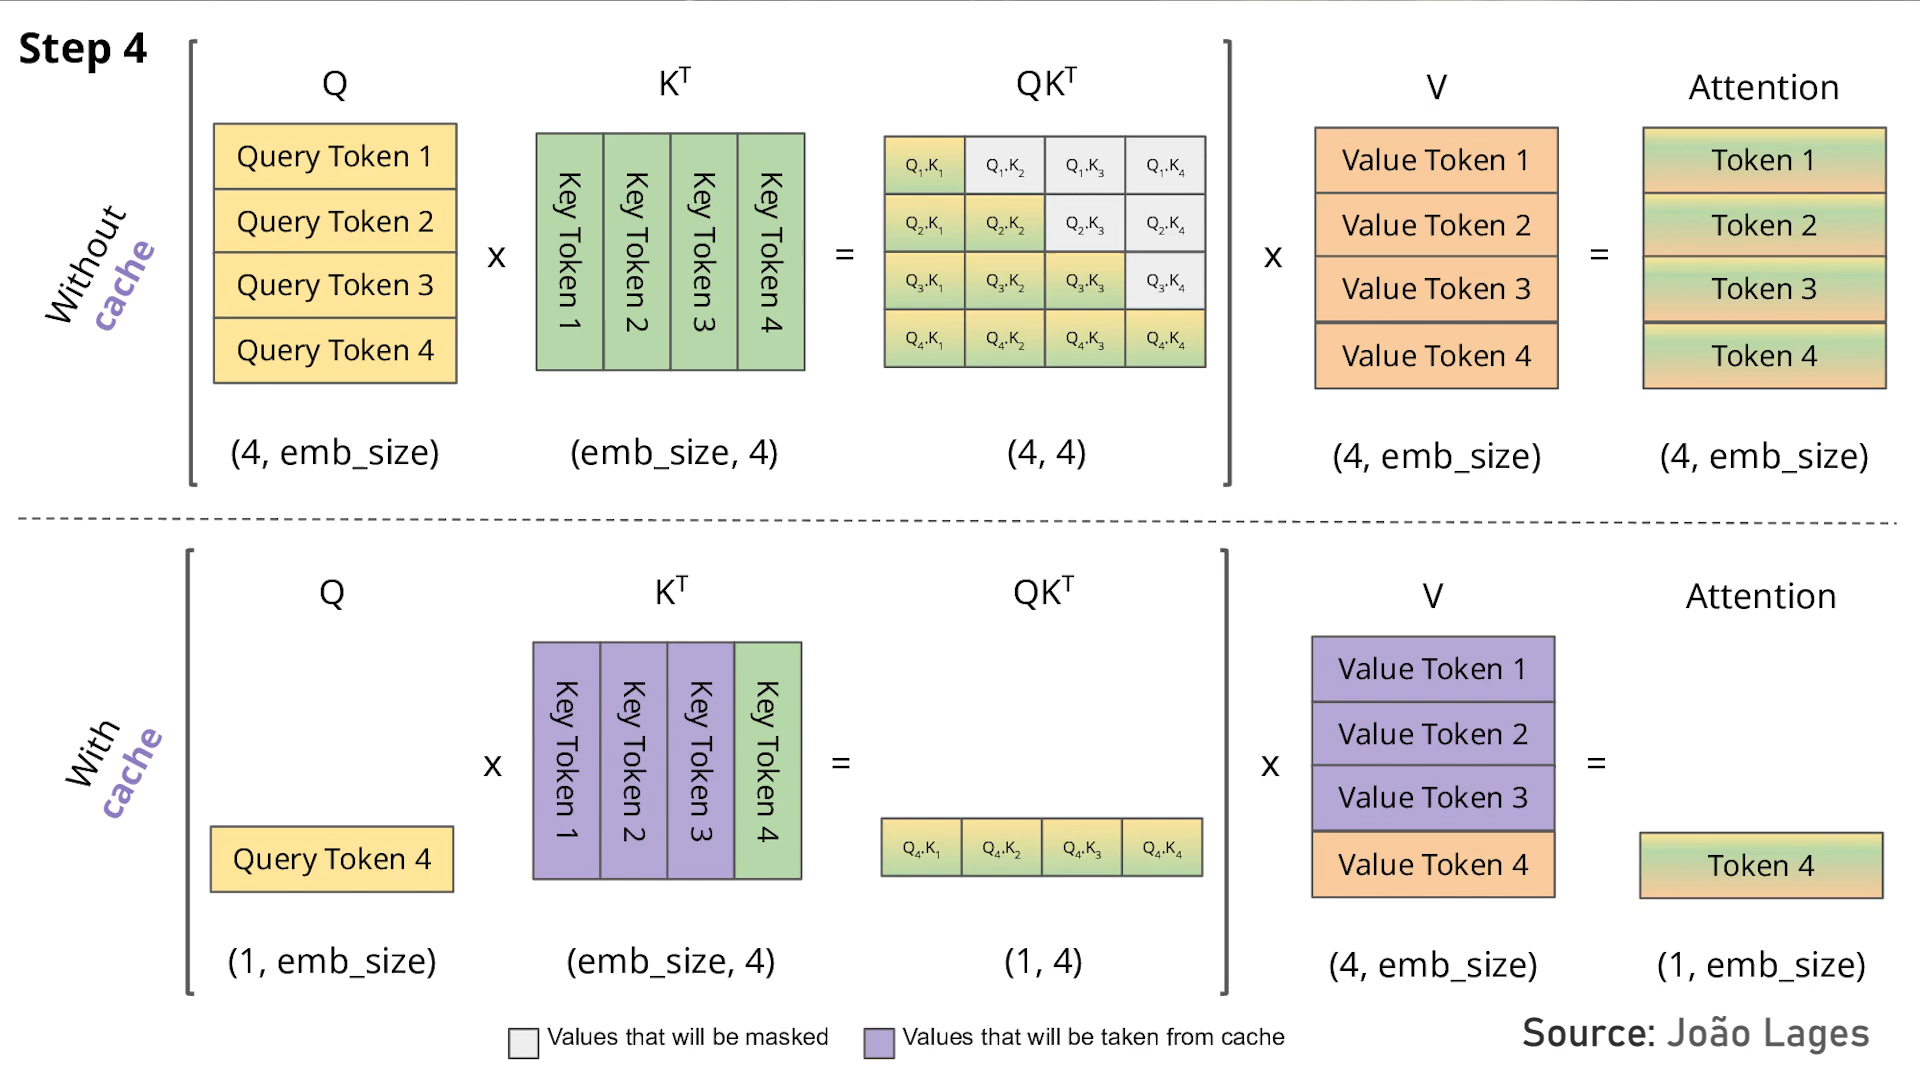 Step 4
Without
cache
Q
Query Token 1
Query Token 2
Query Token 3
Query Token 4
(4, emb_size)
x
Kᵀ
Key Token 1
Key Token 2
Key Token 3
Key Token 4
(emb_size, 4)
=
QKᵀ
Q₁.K₁ Q₁.K₂ Q₁.K₃ Q₁.K₄
Q₂.K₁ Q₂.K₂ Q₂.K₃ Q₂.K₄
Q₃.K₁ Q₃.K₂ Q₃.K₃ Q₃.K₄
Q₄.K₁ Q₄.K₂ Q₄.K₃ Q₄.K₄
(4, 4)
x
V
Value Token 1
Value Token 2
Value Token 3
Value Token 4
(4, emb_size)
=
Attention
Token 1
Token 2
Token 3
Token 4
(4, emb_size)
With
cache
Q
Query Token 4
(1, emb_size)
x
Kᵀ
Key Token 1
Key Token 2
Key Token 3
Key Token 4
(emb_size, 4)
=
QKᵀ
Q₄.K₁ Q₄.K₂ Q₄.K₃ Q₄.K₄
(1, 4)
x
V
Value Token 1
Value Token 2
Value Token 3
Value Token 4
(4, emb_size)
=
Attention
Token 4
(1, emb_size)
Values that will be masked
Values that will be taken from cache
Source: João Lages